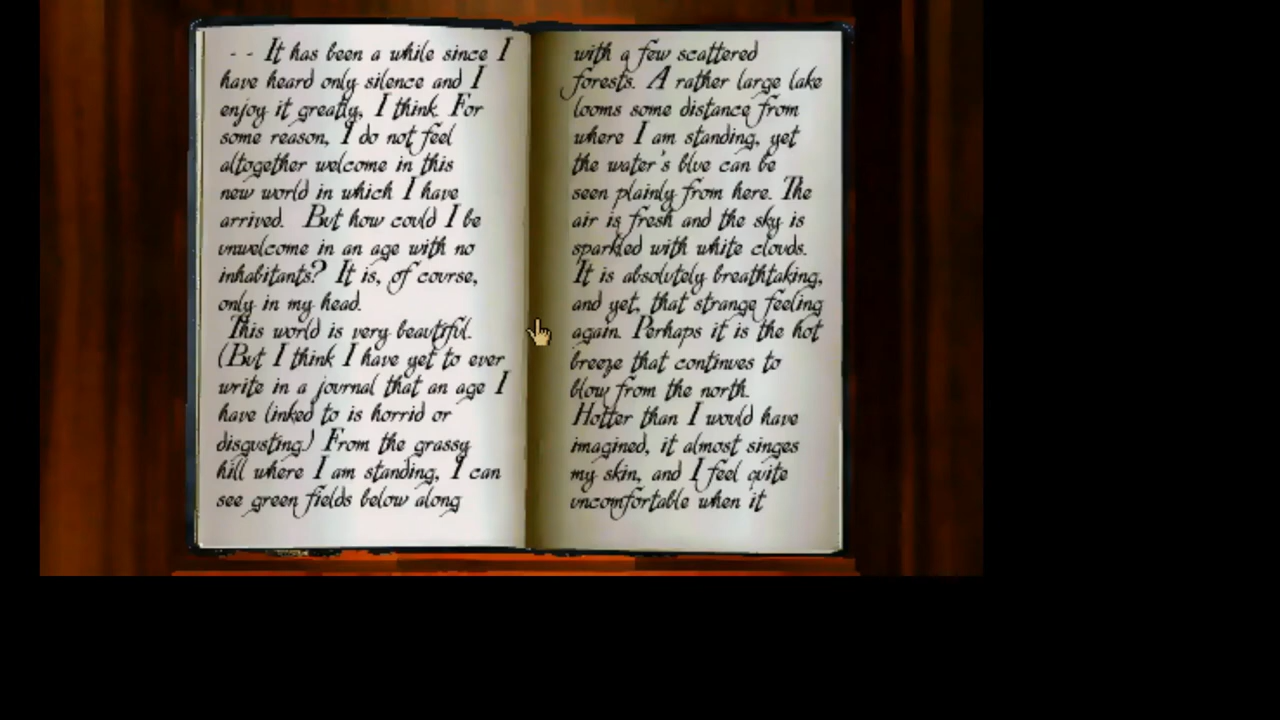 - - It has been a while since I
have heard only silence and I
enjoy it greatly, I think. For
some reason, I do not feel
altogether welcome in this
new world in which I have
arrived. But how could I be
unwelcome in an age with no
inhabitants? It is, of course,
only in my head.
This world is very beautiful.
(But I think I have yet to ever
write in a journal that an age I
have linked to is horrid or
disgusting.) From the grassy
hill where I am standing, I can
see green fields below along
with a few scattered
forests. A rather large lake
looms some distance from
where I am standing, yet
the water's blue can be
seen plainly from here. The
air is fresh and the sky is
sparkled with white clouds.
It is absolutely breathtaking,
and yet, that strange feeling
again. Perhaps it is the hot
breeze that continues to
blow from the north.
Hotter than I would have
imagined, it almost singes
my skin, and I feel quite
uncomfortable when it